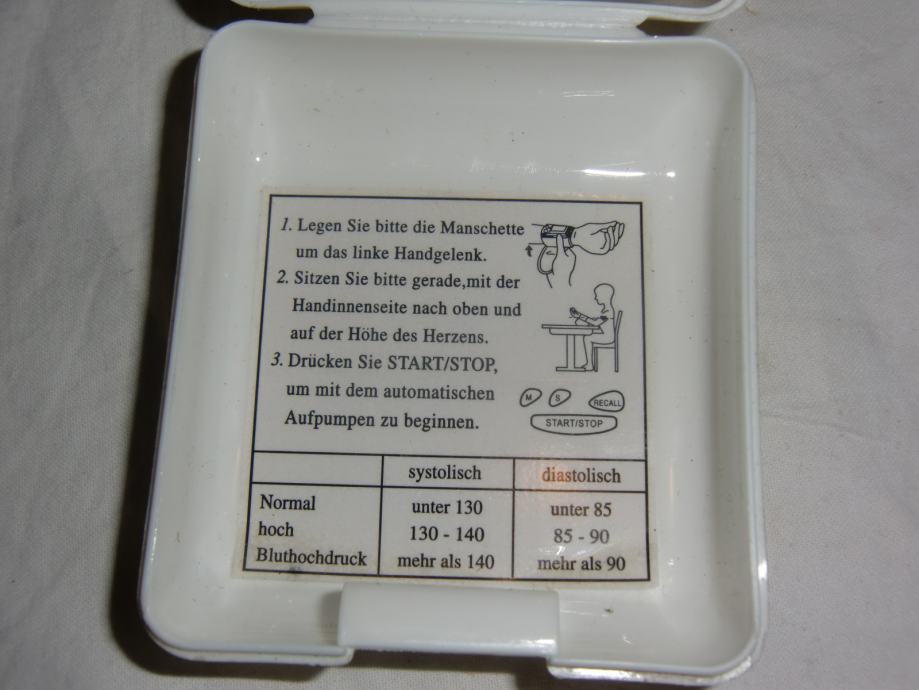 1. Legen Sie bitte die Manschette
um das linke Handgelenk.
2. Sitzen Sie bitte gerade,mit der
Handinnenseite nach oben und
auf der Höhe des Herzens.
3. Drücken Sie START/STOP,
um mit dem automatischen
Aufpumpen zu beginnen.
M S RECALL
START/STOP
systolisch diastolisch
Normal unter 130 unter 85
hoch 130 - 140 85 - 90
Bluthochdruck mehr als 140 mehr als 90